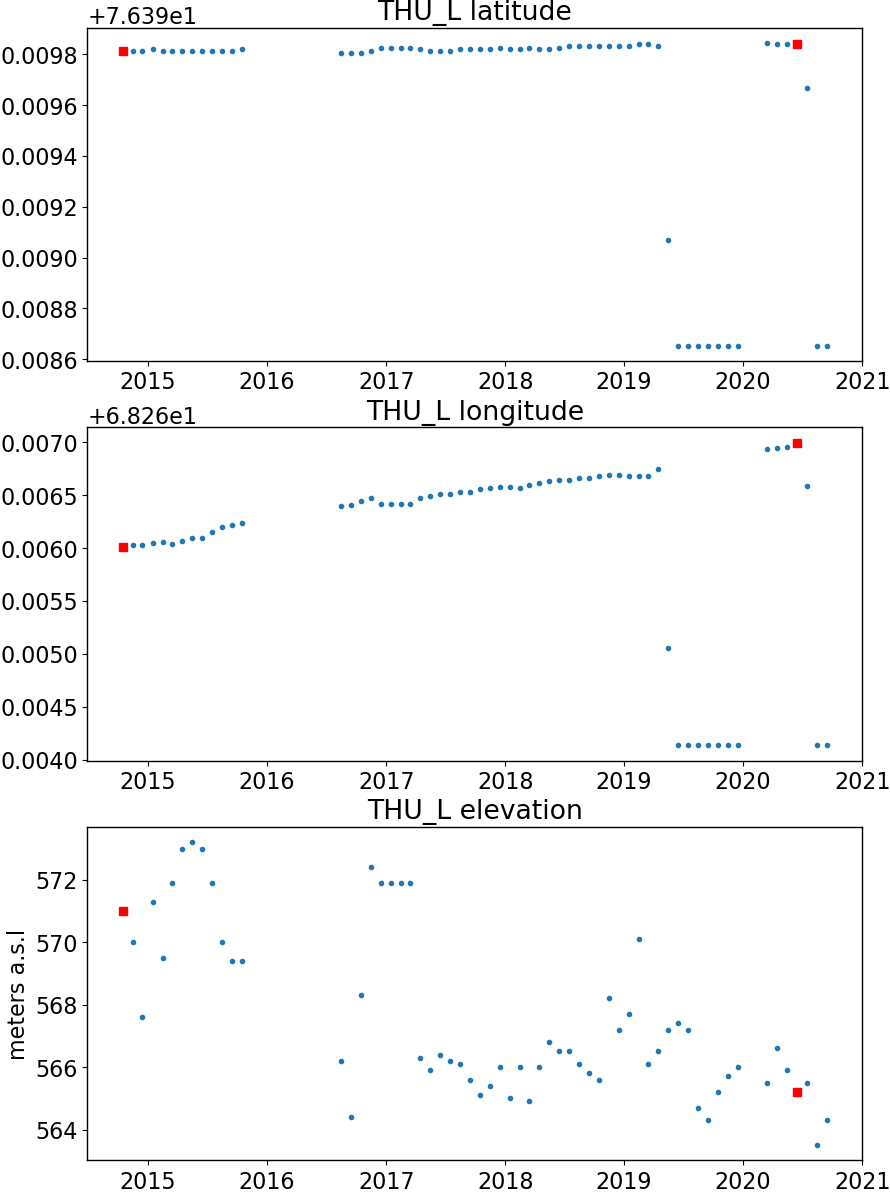 THU_L latitude
+7.639e1
0.0098
0.0096
0.0094
0.0092
0.0090
0.0088
0.0086
2015 2016 2017 2018 2019 2020 2021
THU_L longitude
+6.826e1
0.0070
0.0065
0.0060
0.0055
0.0050
0.0045
0.0040
2015 2016 2017 2018 2019 2020 2021
THU_L elevation
meters a.s.l
572
570
568
566
564
2015 2016 2017 2018 2019 2020 2021